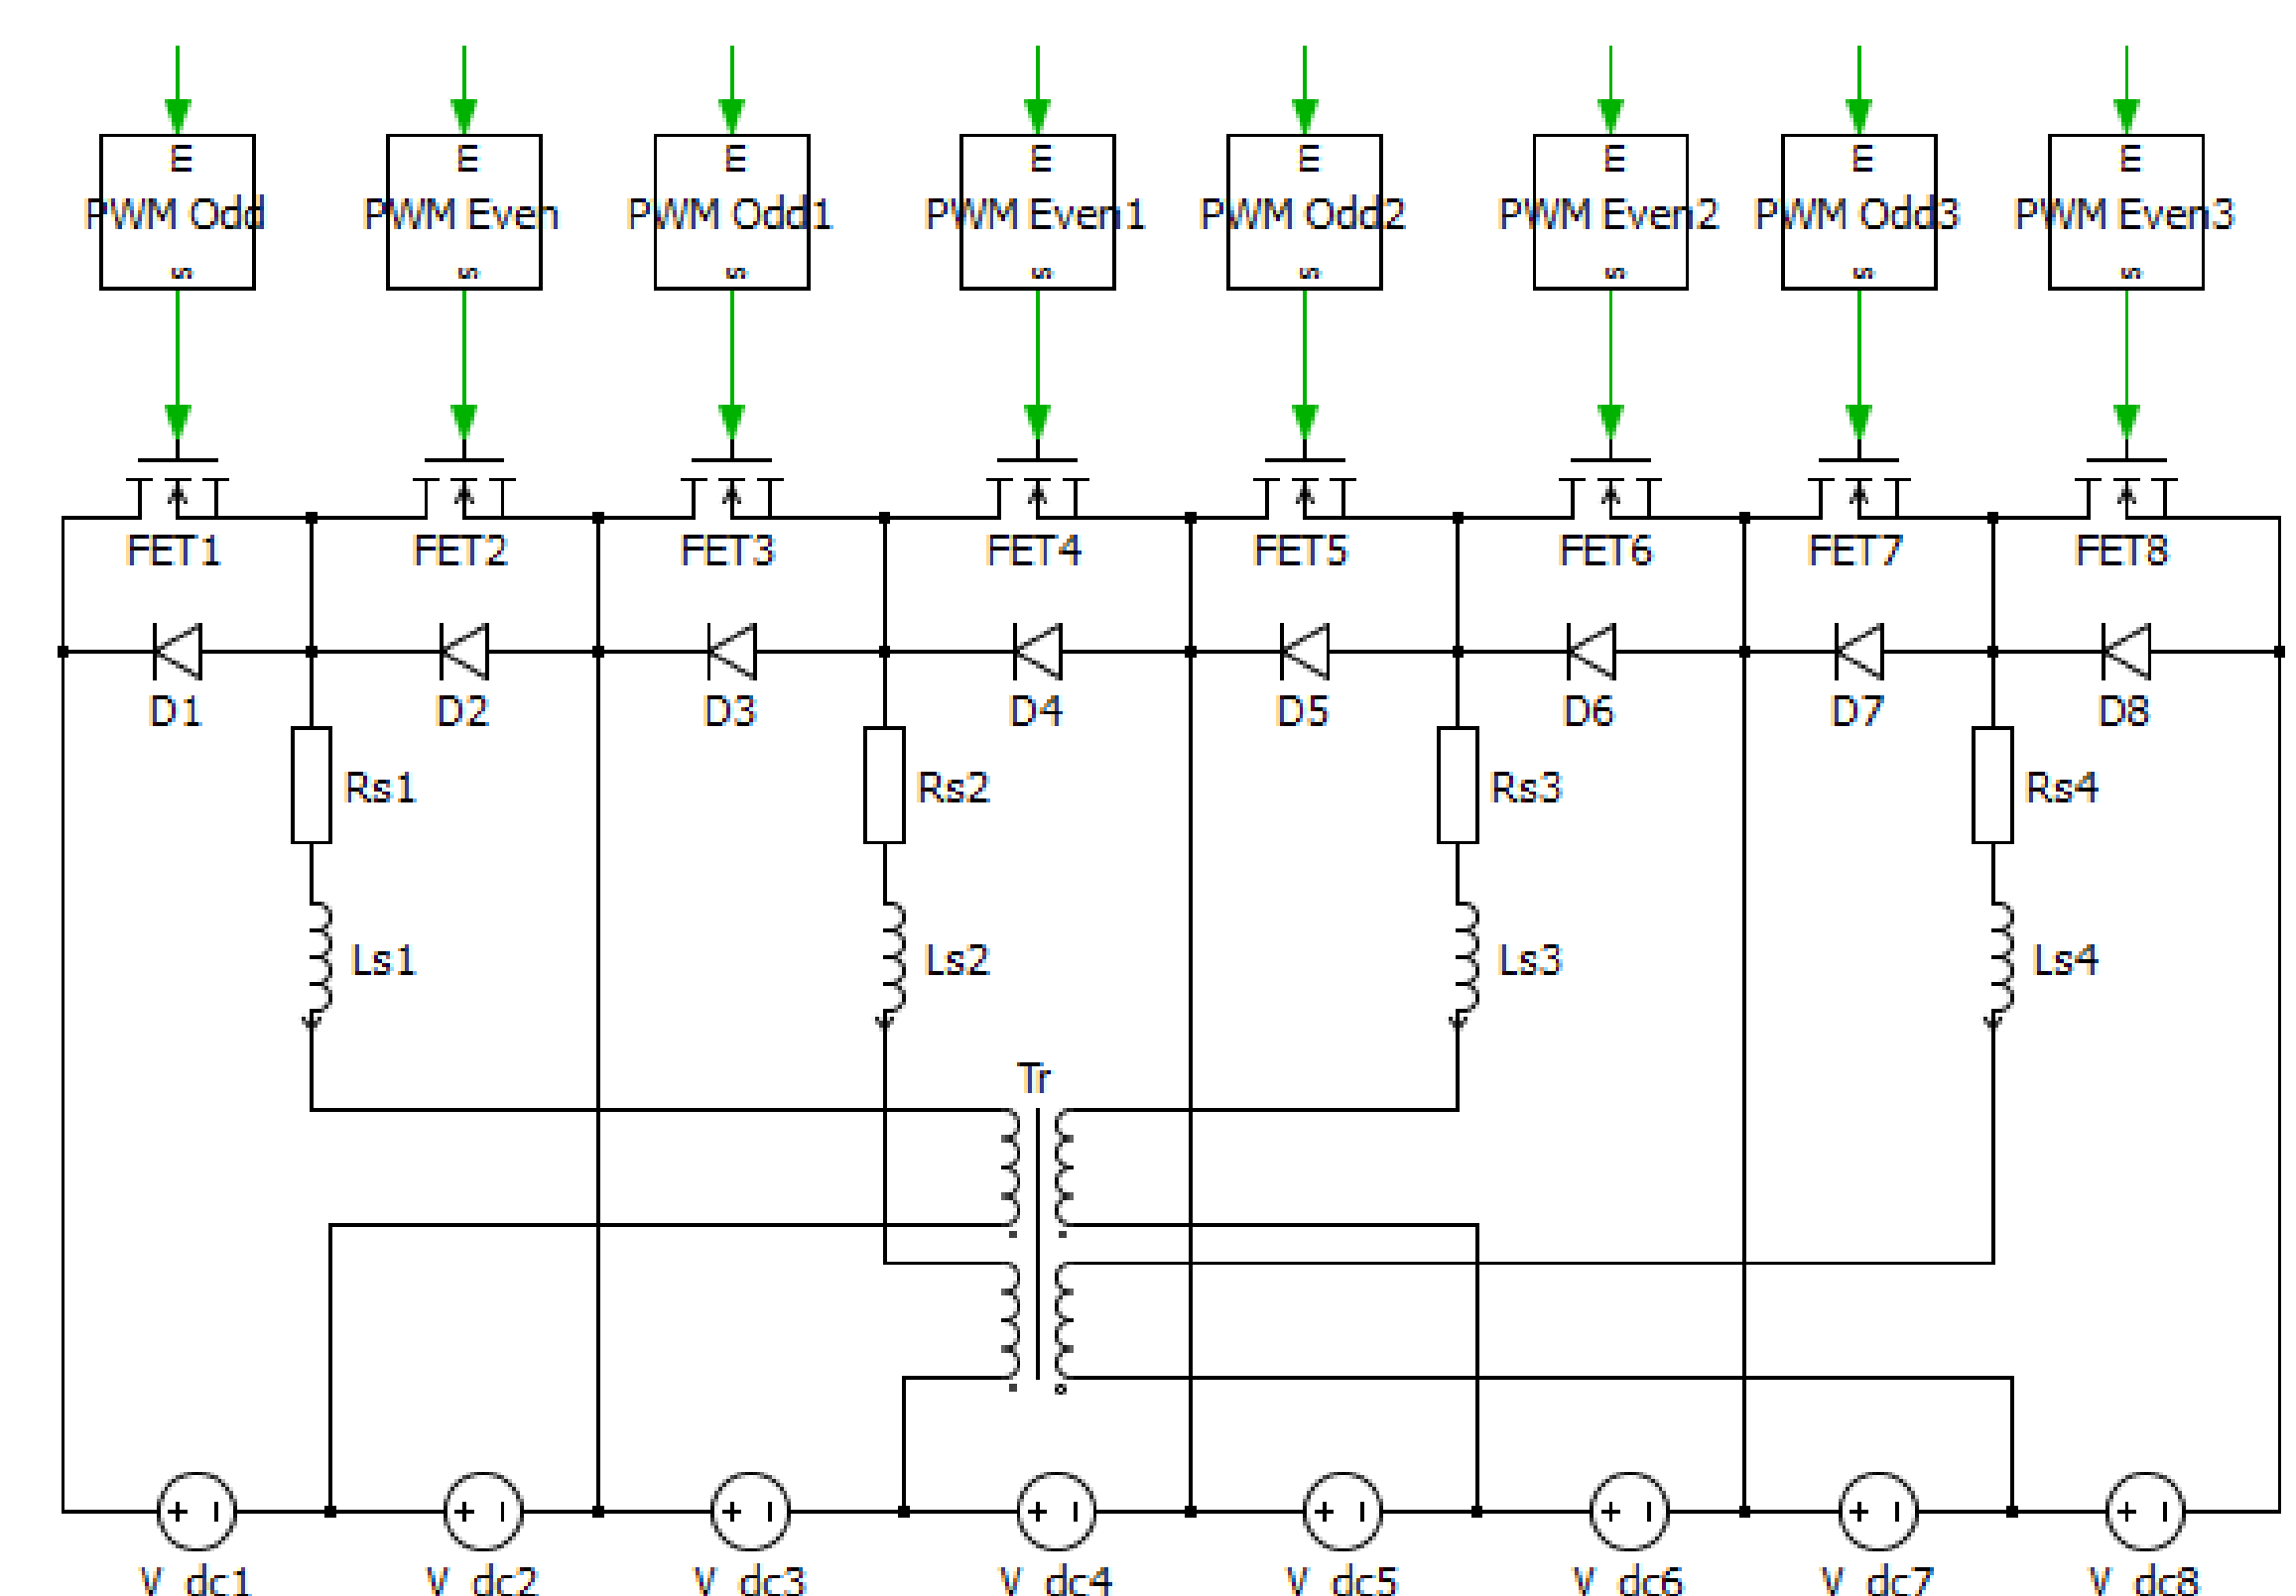 E E E E E E E E
PWM Odd PWM Even PWM Odd1 PWM Even1 PWM Odd2 PWM Even2 PWM Odd3 PWM Even3
s s s s s s s s
FET1 FET2 FET3 FET4 FET5 FET6 FET7 FET8
D1 D2 D3 D4 D5 D6 D7 D8
Rs1 Rs2 Rs3 Rs4
Ls1 Ls2 Ls3 Ls4
Tr
V_dc1 V_dc2 V_dc3 V_dc4 V_dc5 V_dc6 V_dc7 V_dc8